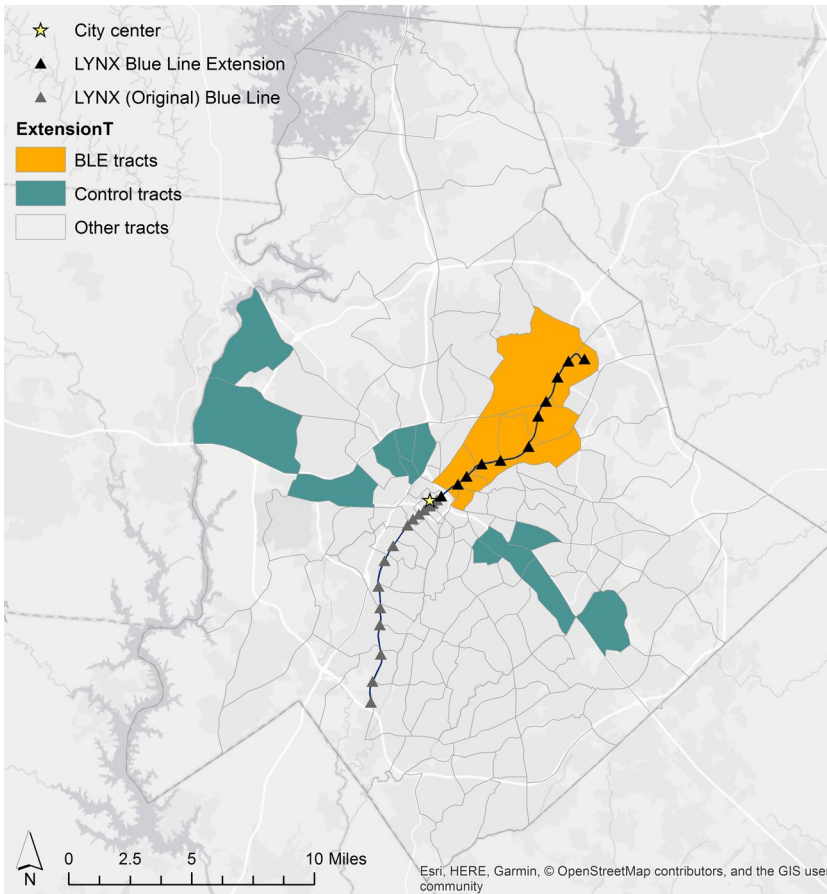 City center
LYNX Blue Line Extension
LYNX (Original) Blue Line
ExtensionT
BLE tracts
Control tracts
Other tracts
N
0 2.5 5 10 Miles
Esri, HERE, Garmin, © OpenStreetMap contributors, and the GIS use
community